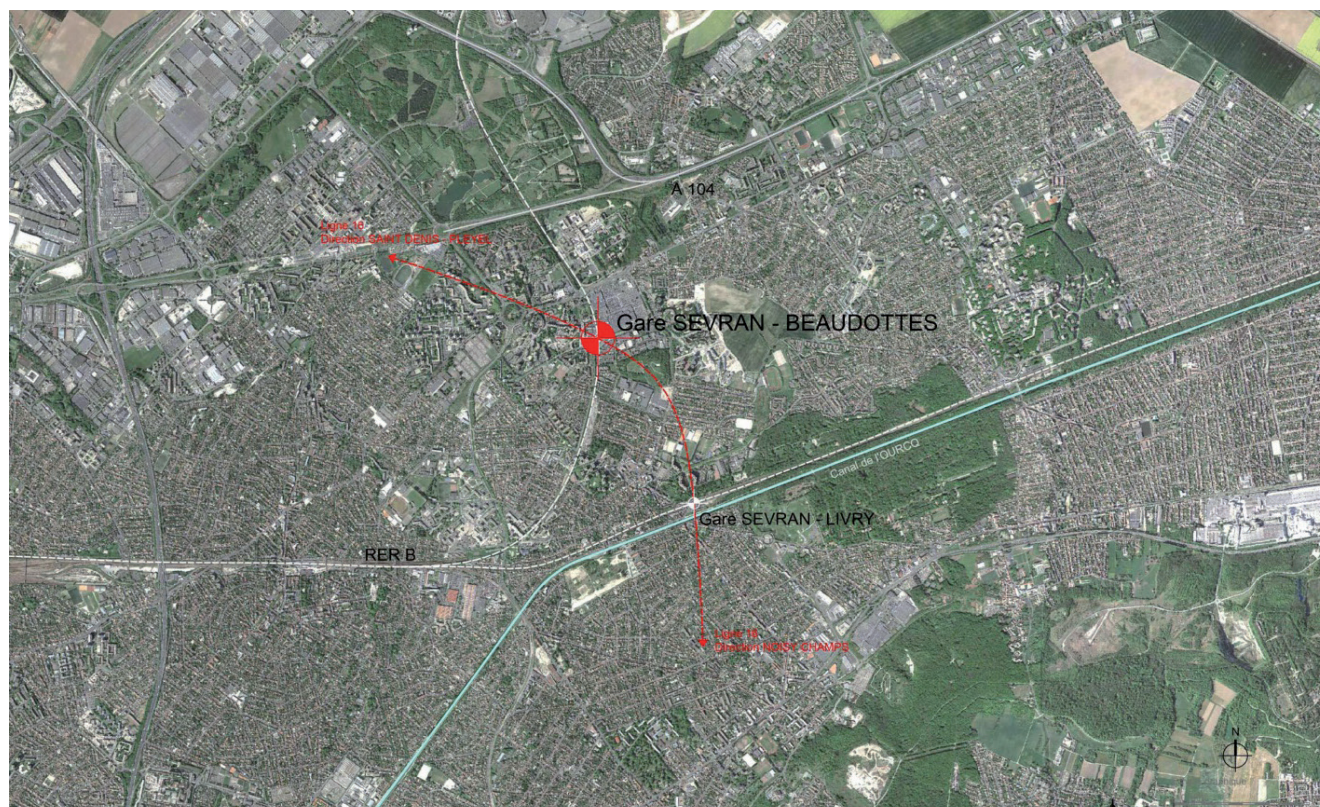 A 104
Ligne 16
Direction SAINT DENIS - PLEYEL
Gare SEVRAN - BEAUDOTTES
Canal de l'OURCQ
Gare SEVRAN - LIVRY
RER B
Ligne 16
Direction NOISY CHAMPS
N